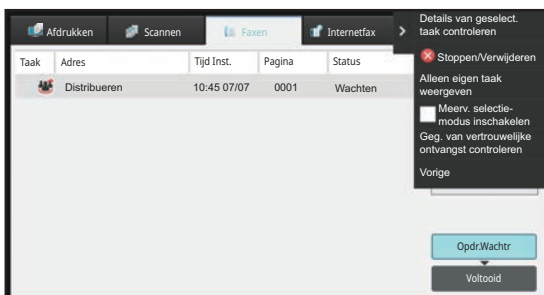 Afdrukken
Scannen
Faxen
Internetfax
Taak Adres Tijd Inst. Pagina Status
Distribueren 10:45 07/07 0001 Wachten
Details van geselect.
taak controleren
Stoppen/Verwijderen
Alleen eigen taak
weergeven
Meerv. selectie-
modus inschakelen
Geg. van vertrouwelijke
ontvangst controleren
Vorige
Opdr.Wachtr
Voltooid